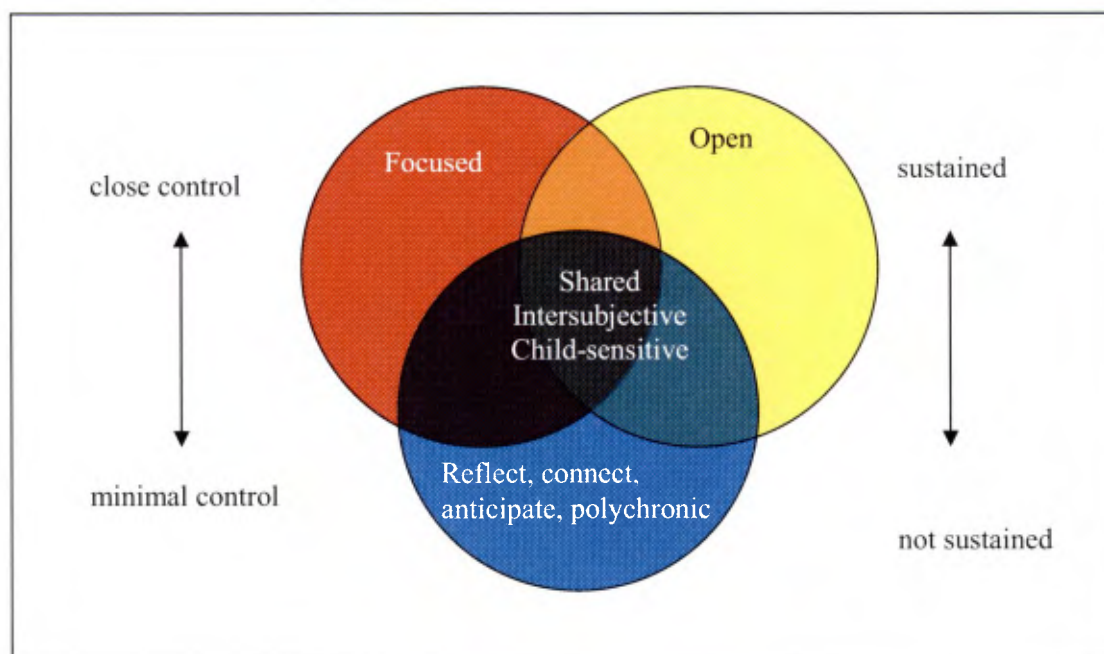 Focused
Open
close control
sustained
Shared
Intersubjective
Child-sensitive
Reflect, connect,
anticipate, polychronic
minimal control
not sustained